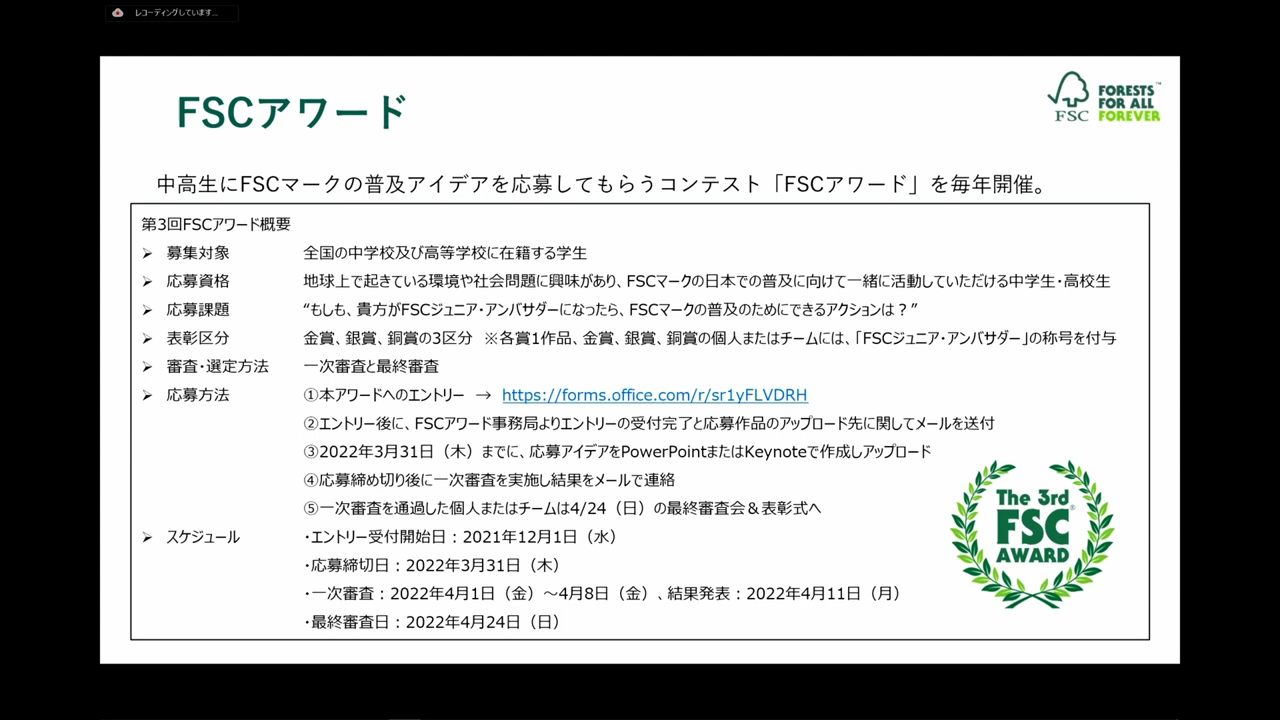 レコーディングしています...
FSCアワード
FSC
FORESTS
FOR ALL
FOREVER
™
中高生にFSCマークの普及アイデアを応募してもらうコンテスト「FSCアワード」を毎年開催。
第3回FSCアワード概要
➢ 募集対象 全国の中学校及び高等学校に在籍する学生
➢ 応募資格 地球上で起きている環境や社会問題に興味があり、FSCマークの日本での普及に向けて一緒に活動していただける中学生・高校生
➢ 応募課題 “もしも、貴方がFSCジュニア・アンバサダーになったら、FSCマークの普及のためにできるアクションは？”
➢ 表彰区分 金賞、銀賞、銅賞の3区分 ※各賞1作品、金賞、銀賞、銅賞の個人またはチームには、「FSCジュニア・アンバサダー」の称号を付与
➢ 審査・選定方法 一次審査と最終審査
➢ 応募方法 ①本アワードへのエントリー → https://forms.office.com/r/sr1yFLVDRH
②エントリー後に、FSCアワード事務局よりエントリーの受付完了と応募作品のアップロード先に関してメールを送付
③2022年3月31日（木）までに、応募アイデアをPowerPointまたはKeynoteで作成しアップロード
④応募締め切り後に一次審査を実施し結果をメールで連絡
⑤一次審査を通過した個人またはチームは4/24（日）の最終審査会＆表彰式へ
➢ スケジュール ・エントリー受付開始日：2021年12月1日（水）
・応募締切日：2022年3月31日（木）
・一次審査：2022年4月1日（金）～4月8日（金）、結果発表：2022年4月11日（月）
・最終審査日：2022年4月24日（日）
The 3rd
FSC®
AWARD